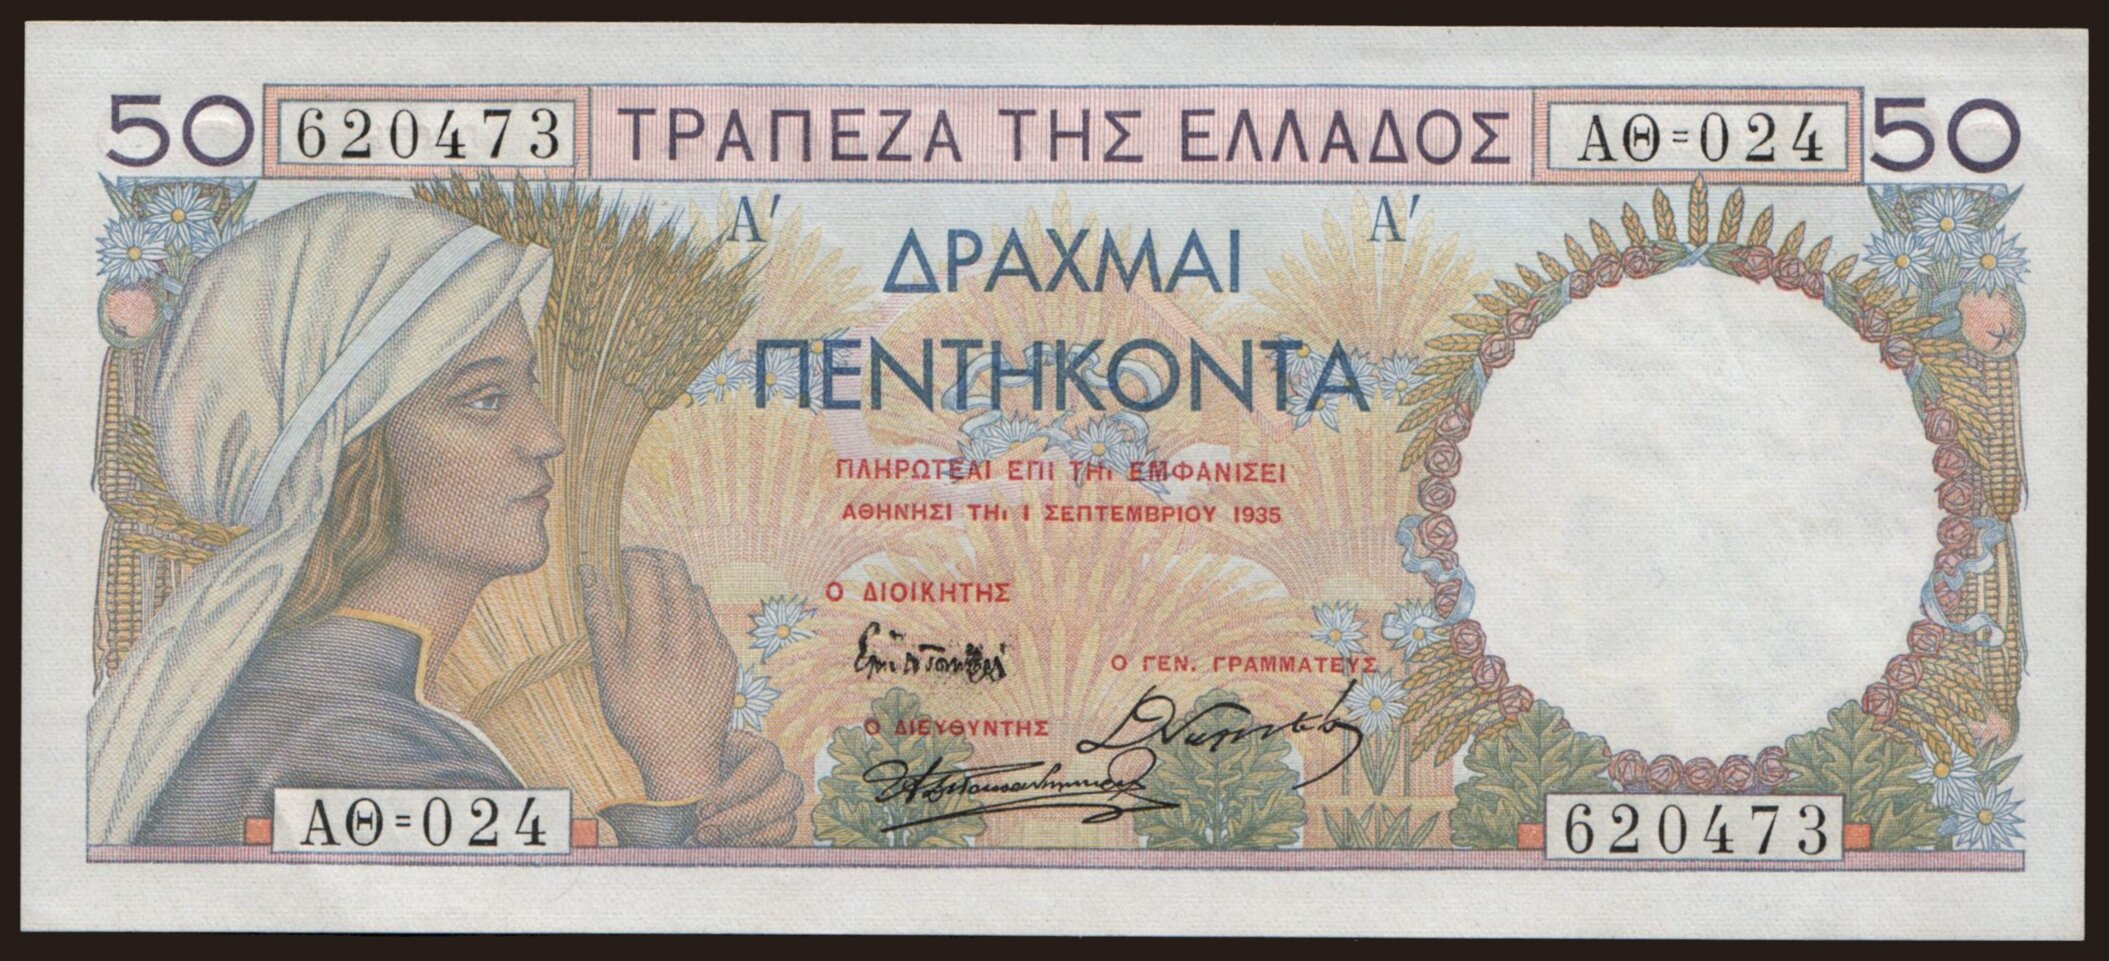 50 620473 ΤΡΑΠΕΖΑ ΤΗΣ ΕΛΛΑΔΟΣ ΑΘ=024 50
Α′ Α′
ΔΡΑΧΜΑΙ
ΠΕΝΤΗΚΟΝΤΑ
ΠΛΗΡΩΤΕΑΙ ΕΠΙ ΤΗι ΕΜΦΑΝΙΣΕΙ
ΑΘΗΝΗΣΙ ΤΗι 1 ΣΕΠΤΕΜΒΡΙΟΥ 1935
Ο ΔΙΟΙΚΗΤΗΣ
Ο ΓΕΝ. ΓΡΑΜΜΑΤΕΥΣ
Ο ΔΙΕΥΘΥΝΤΗΣ
ΑΘ=024 620473